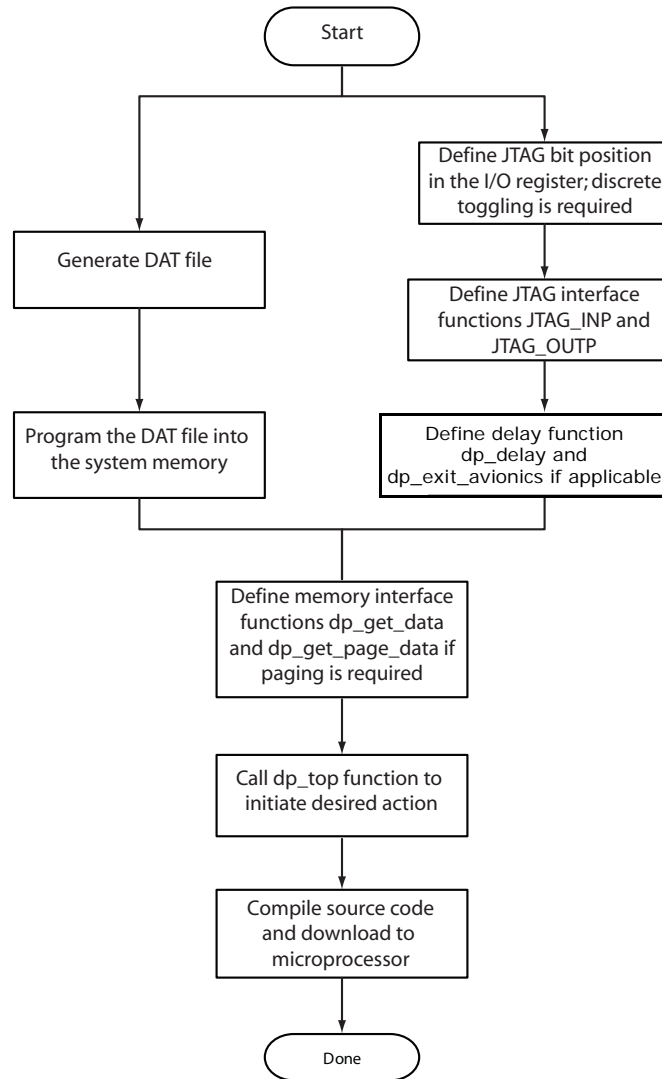 Start
Generate DAT file
Program the DAT file into
the system memory
Define JTAG bit position
in the I/O register; discrete
toggling is required
Define JTAG interface
functions JTAG_INP and
JTAG_OUTP
Define delay function
dp_delay and
dp_exit_avionics if applicable
Define memory interface
functions dp_get_data
and dp_get_page_data if
paging is required
Call dp_top function to
initiate desired action
Compile source code
and download to
microprocessor
Done